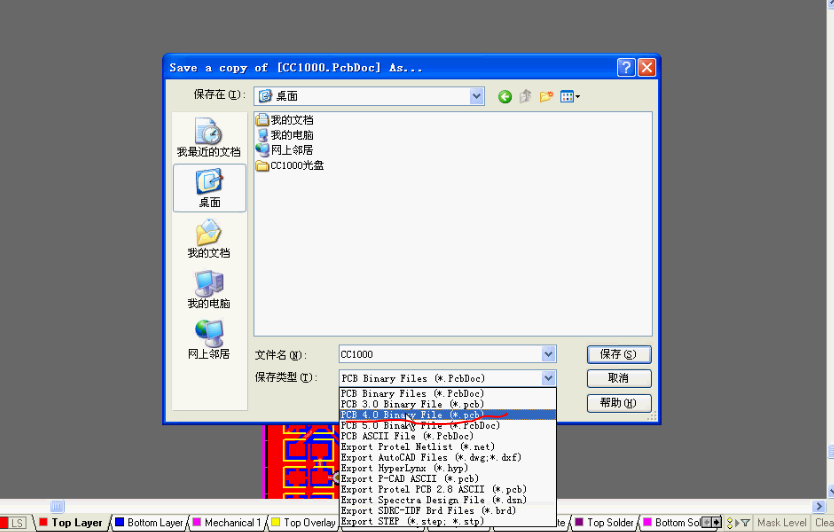 Save a copy of [CC1000.PcbDoc] As...
保存在(I):
桌面
我最近的文档
桌面
我的文档
我的电脑
网上邻居
我的文档
我的电脑
网上邻居
CC1000光盘
文件名(N):
CC1000
保存(S)
保存类型(T):
PCB Binary Files (*.PcbDoc)
取消
帮助(H)
PCB Binary Files (*.PcbDoc)
PCB 3.0 Binary File (*.pcb)
PCB 4.0 Binary File (*.pcb)
PCB 5.0 Binary File (*.PcbDoc)
PCB ASCII File (*.PcbDoc)
Export Protel Netlist (*.net)
Export AutoCAD Files (*.dwg;*.dxf)
Export HyperLynx (*.hyp)
Export P-CAD ASCII (*.pcb)
Export Protel PCB 2.8 ASCII (*.pcb)
Export Spectra Design File (*.dsn)
Export SDRC-IDF Brd Files (*.brd)
Export STEP (*.step; *.stp)
LS
Top Layer
Bottom Layer
Mechanical 1
Top Overlay
Top Solder
Bottom So
Mask Level